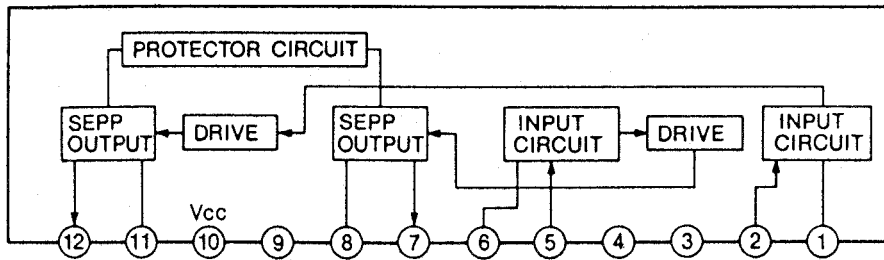 PROTECTOR CIRCUIT
SEPP
OUTPUT
DRIVE
SEPP
OUTPUT
INPUT
CIRCUIT
DRIVE
INPUT
CIRCUIT
Vcc
12 11 10 9 8 7 6 5 4 3 2 1